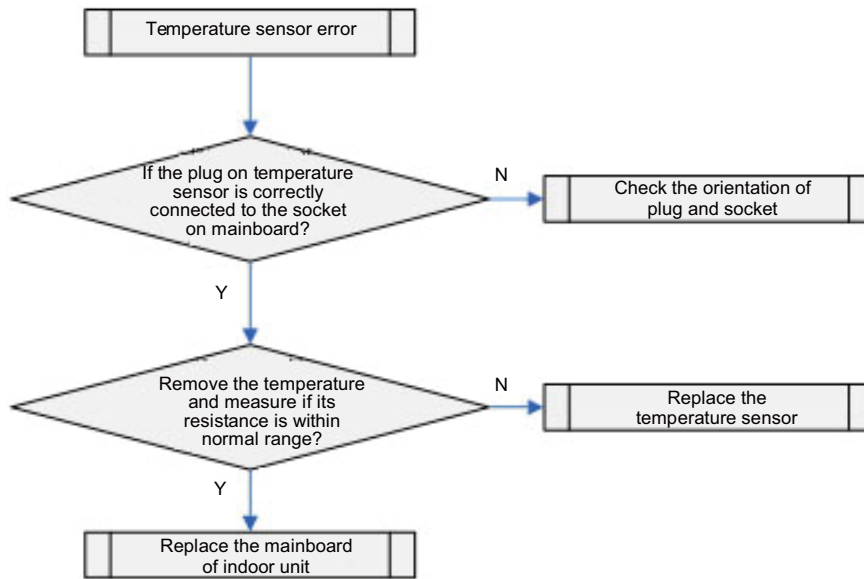 Temperature sensor error
If the plug on temperature
sensor is correctly
connected to the socket
on mainboard?
N
Check the orientation of
plug and socket
Y
Remove the temperature
and measure if its
resistance is within
normal range?
N
Replace the
temperature sensor
Y
Replace the mainboard
of indoor unit